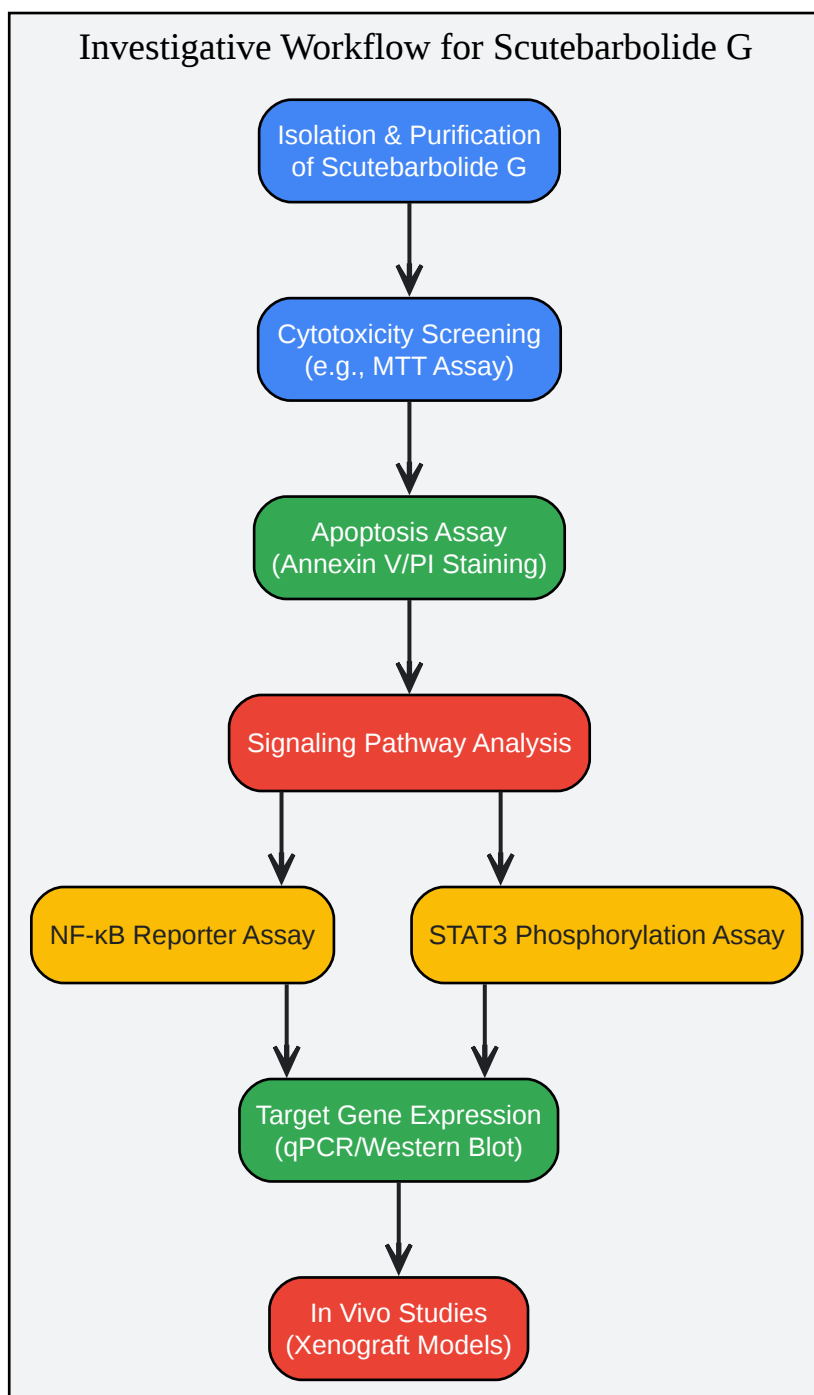 Investigative Workflow for Scutebarbolide G
Isolation & Purification
of Scutebarbolide G
Cytotoxicity Screening
(e.g., MTT Assay)
Apoptosis Assay
(Annexin V/PI Staining)
Signaling Pathway Analysis
NF-κB Reporter Assay
STAT3 Phosphorylation Assay
Target Gene Expression
(qPCR/Western Blot)
In Vivo Studies
(Xenograft Models)